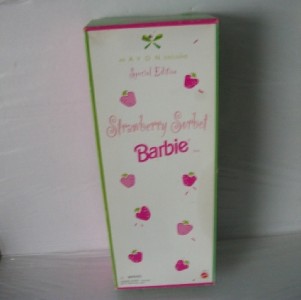 AVON
Special Edition
Strawberry Sorbet
Barbie